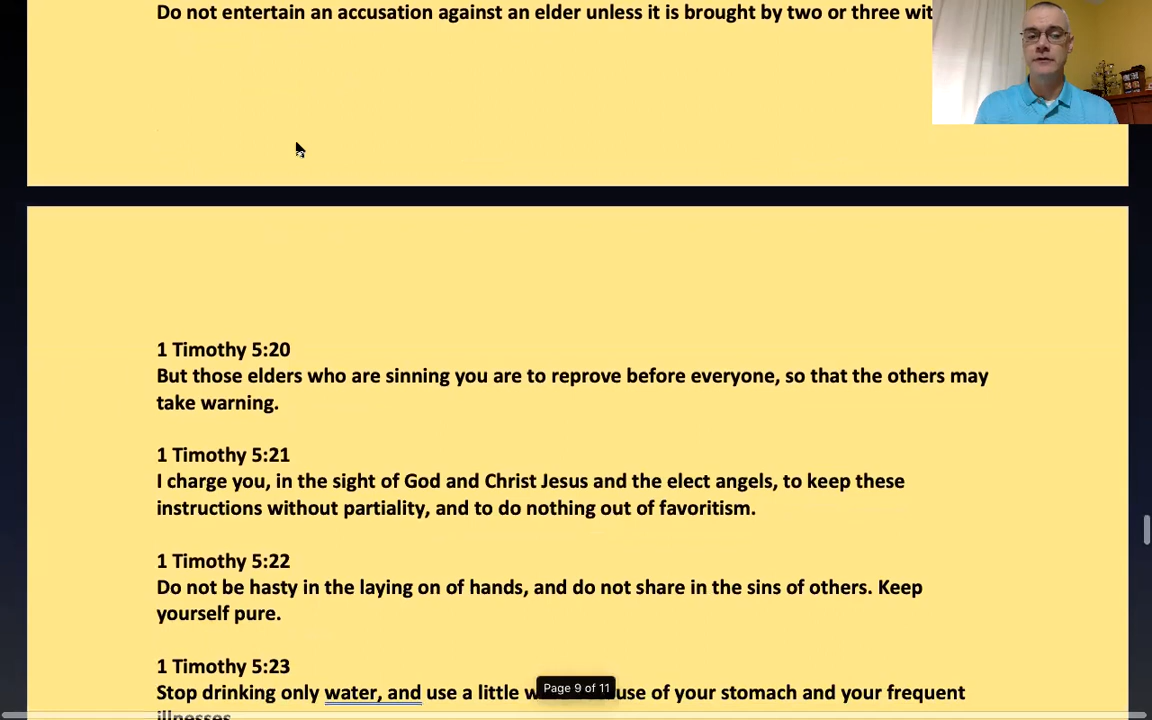 Do not entertain an accusation against an elder unless it is brought by two or three
1 Timothy 5:20
But those elders who are sinning you are to reprove before everyone, so that the others may
take warning.
1 Timothy 5:21
I charge you, in the sight of God and Christ Jesus and the elect angels, to keep these
instructions without partiality, and to do nothing out of favoritism.
1 Timothy 5:22
Do not be hasty in the laying on of hands, and do not share in the sins of others. Keep
yourself pure.
1 Timothy 5:23
Stop drinking only water, and use a little use of your stomach and your frequent
illnesses
Page 9 of 11